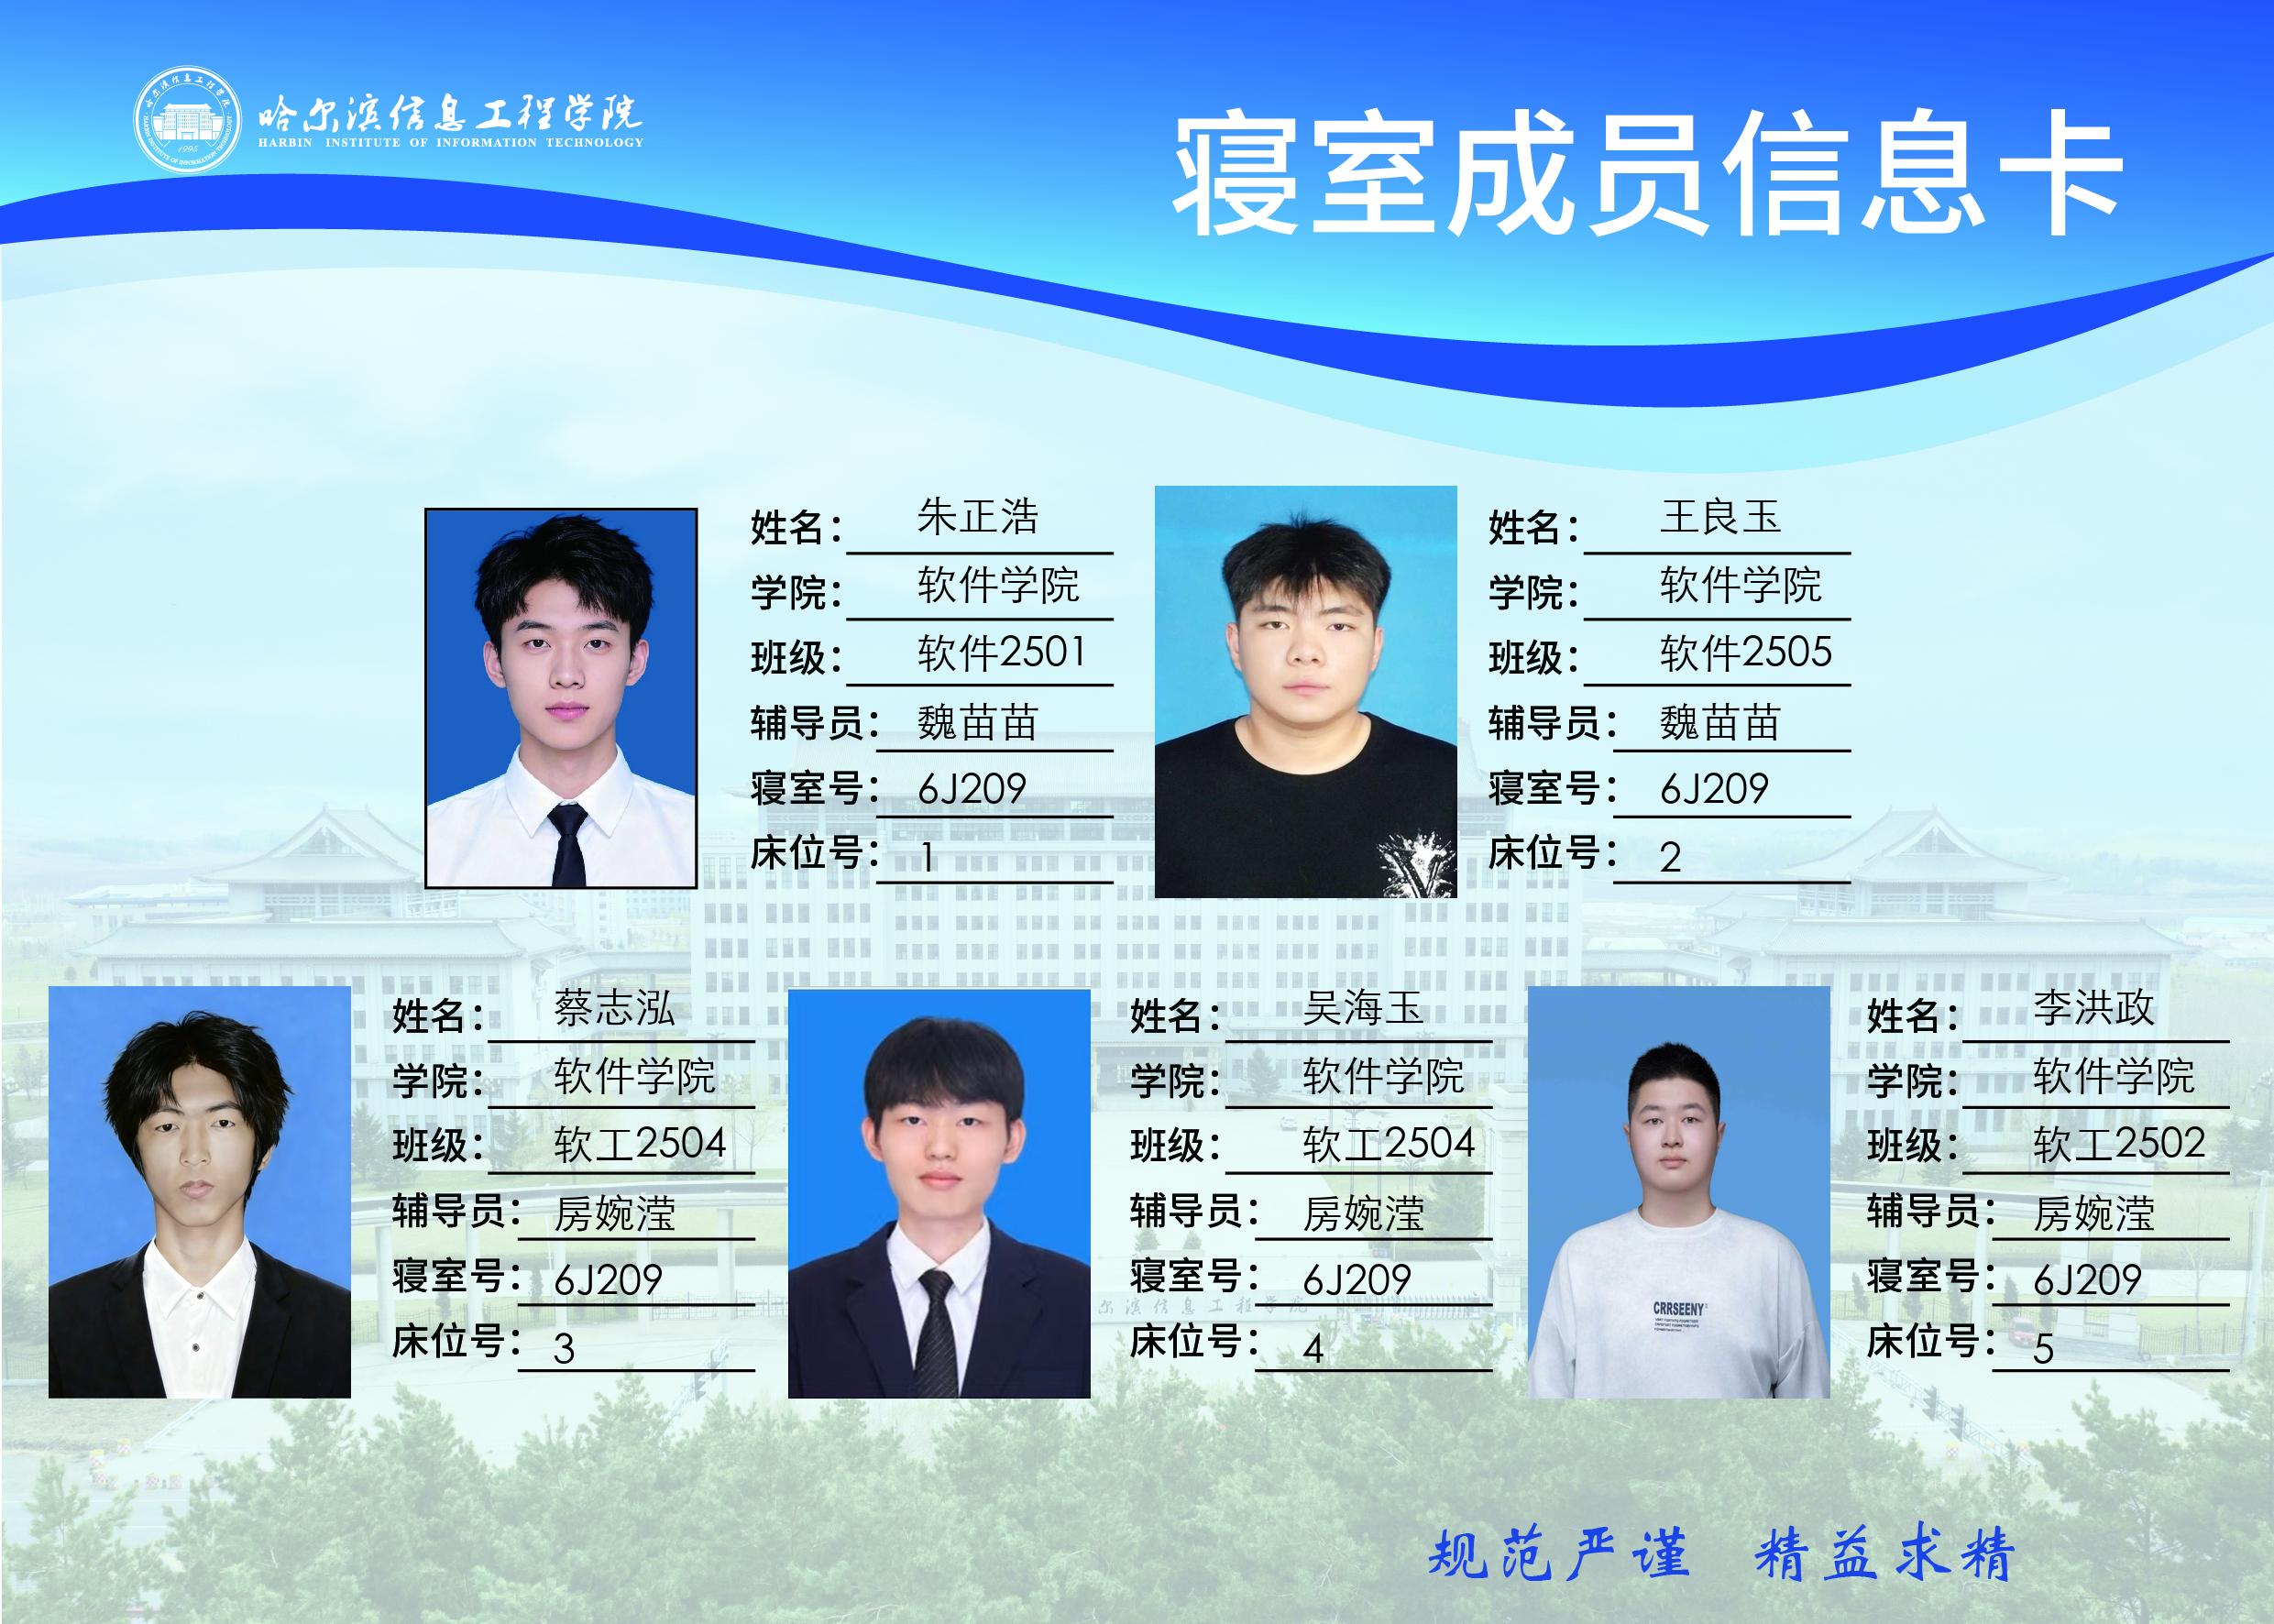 哈尔滨信息工程学院
HARBIN INSTITUTE OF INFORMATION TECHNOLOGY
1995
寝室成员信息卡
姓名：朱正浩
学院：软件学院
班级：软件2501
辅导员：魏苗苗
寝室号：6J209
床位号：1
姓名：王良玉
学院：软件学院
班级：软件2505
辅导员：魏苗苗
寝室号：6J209
床位号：2
姓名：蔡志泓
学院：软件学院
班级：软工2504
辅导员：房婉滢
寝室号：6J209
床位号：3
姓名：吴海玉
学院：软件学院
班级：软工2504
辅导员：房婉滢
寝室号：6J209
床位号：4
姓名：李洪政
学院：软件学院
班级：软工2502
辅导员：房婉滢
寝室号：6J209
床位号：5
CRRSEENY
尔滨信息工程学院
规范严谨 精益求精